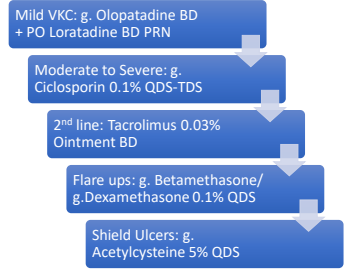 Mild VKC: g. Olopatadine BD
+ PO Loratadine BD PRN
Moderate to Severe: g.
Ciclosporin 0.1% QDS-TDS
2nd line: Tacrolimus 0.03%
Ointment BD
Flare ups: g. Betamethasone/
g.Dexamethasone 0.1% QDS
Shield Ulcers: g.
Acetylcysteine 5% QDS